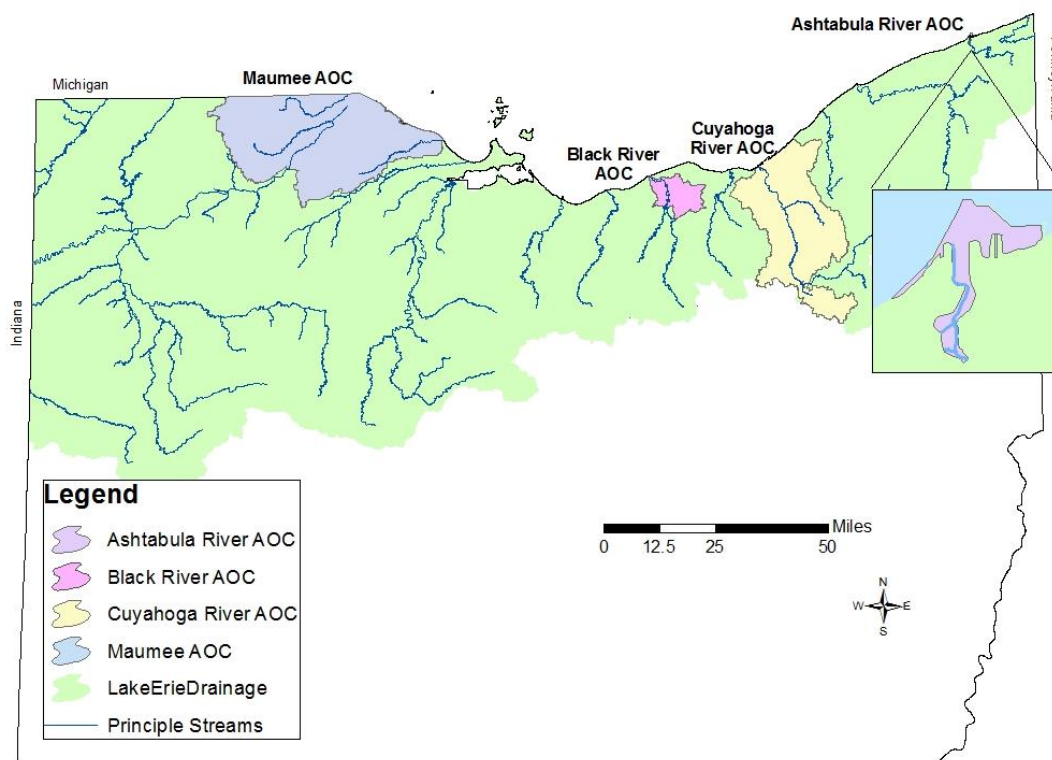 Ashtabula River AOC
Michigan
Maumee AOC
Cuyahoga
River AOC
Black River
AOC
Indiana
Legend
Ashtabula River AOC
Black River AOC
Cuyahoga River AOC
Maumee AOC
LakeErieDrainage
Principle Streams
Miles
0 12.5 25 50
N
W E
S